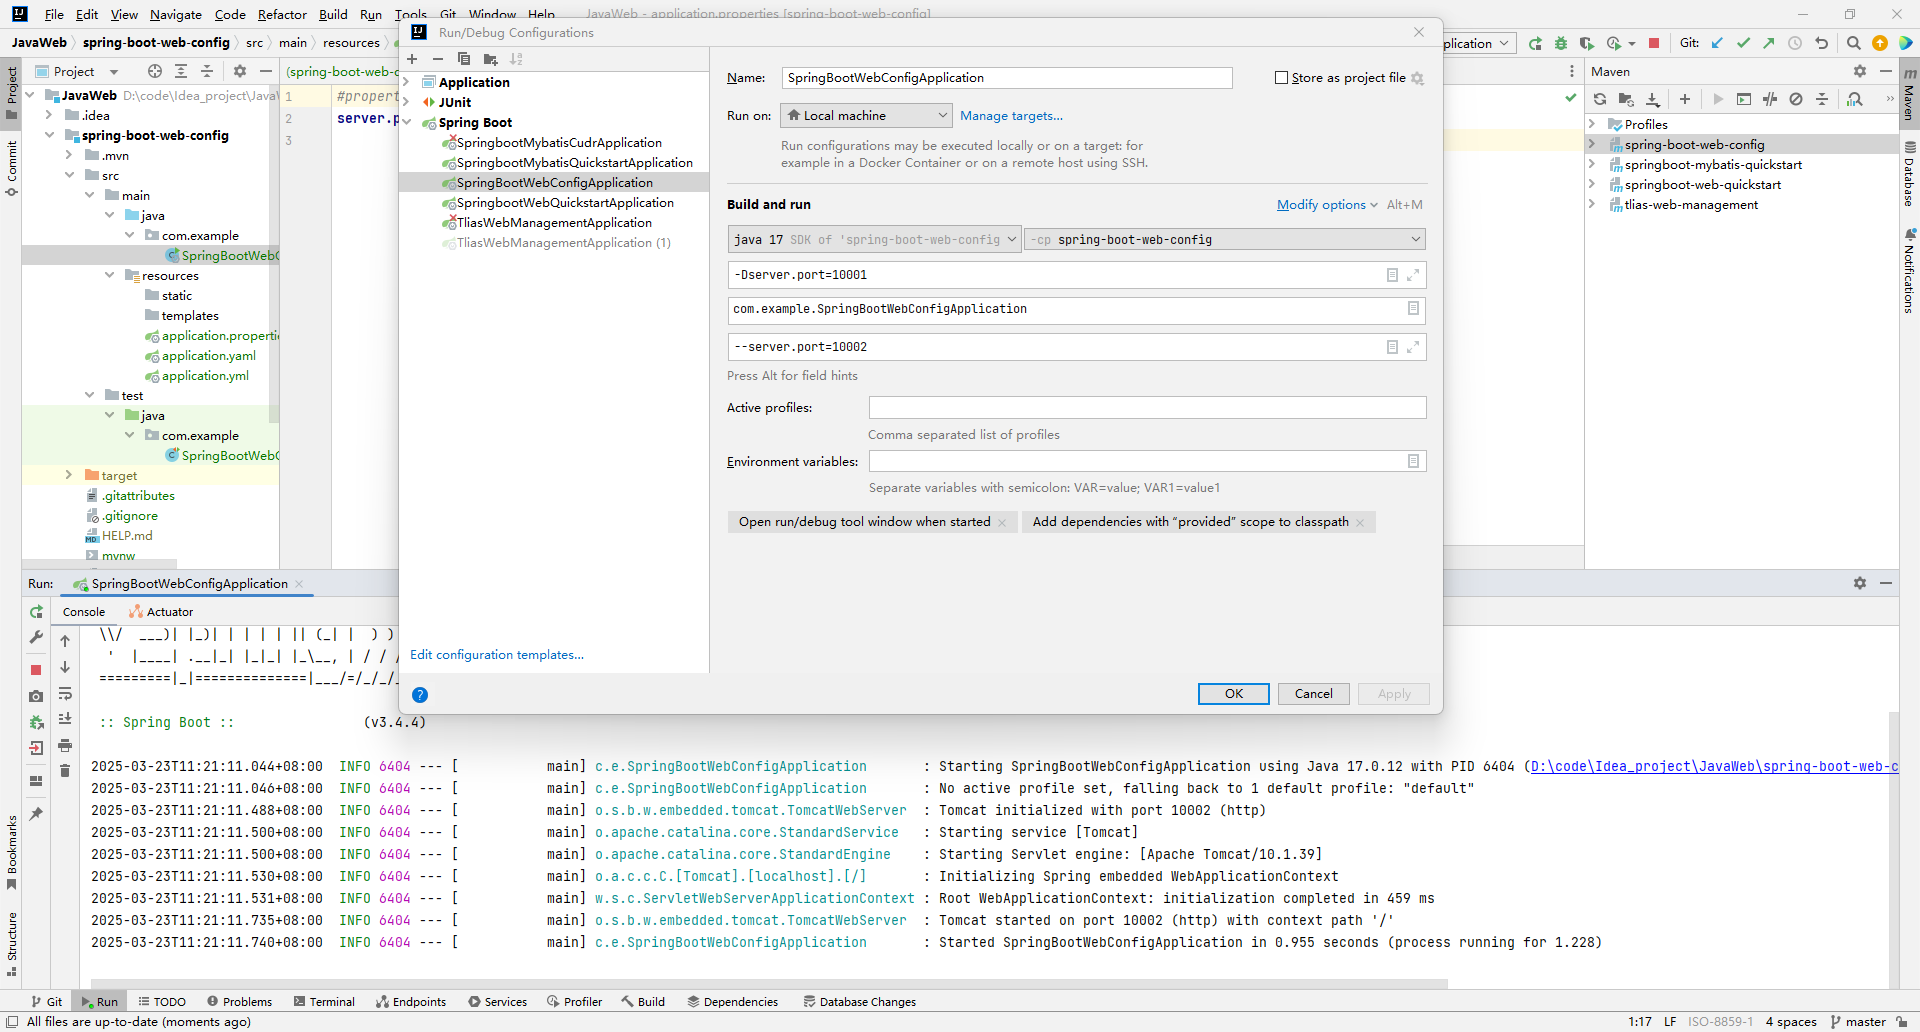 File Edit View Navigate Code Refactor Build Run Tools Git Window Help JavaWeb - application.properties [spring-boot-web-config]
JavaWeb spring-boot-web-config src main resources
plication Git:
Project
(spring-boot-web-c
Maven
Project
Commit
Bookmarks
Structure
JavaWeb D:\code\Idea_project\Java\
.idea
spring-boot-web-config
.mvn
src
main
java
com.example
SpringBootWebC
resources
static
templates
application.properti
application.yaml
application.yml
test
java
com.example
SpringBootWebC
target
.gitattributes
.gitignore
HELP.md
mvnw
1 #propert
2 server.p
3
Run/Debug Configurations
Application
JUnit
Spring Boot
SpringbootMybatisCudrApplication
SpringbootMybatisQuickstartApplication
SpringBootWebConfigApplication
SpringbootWebQuickstartApplication
TliasWebManagementApplication
TliasWebManagementApplication (1)
Edit configuration templates...
Name: SpringBootWebConfigApplication Store as project file
Run on: Local machine Manage targets...
Run configurations may be executed locally or on a target: for
example in a Docker Container or on a remote host using SSH.
Build and run Modify options Alt+M
java 17 SDK of 'spring-boot-web-config -cp spring-boot-web-config
-Dserver.port=10001
com.example.SpringBootWebConfigApplication
--server.port=10002
Press Alt for field hints
Active profiles:
Comma separated list of profiles
Environment variables:
Separate variables with semicolon: VAR=value; VAR1=value1
Open run/debug tool window when started Add dependencies with “provided” scope to classpath
? OK Cancel Apply
Profiles
spring-boot-web-config
springboot-mybatis-quickstart
springboot-web-quickstart
tlias-web-management
Maven
Database
Notifications
Run: SpringBootWebConfigApplication
Console Actuator
\\/  ___)| |_)| | | | | || (_| |  ) )
'  |____| .__|_| |_|_| |_\__, | / / /
=========|_|==============|___/=/_/_/_
:: Spring Boot :: (v3.4.4)
2025-03-23T11:21:11.044+08:00  INFO 6404 --- [           main] c.e.SpringBootWebConfigApplication       : Starting SpringBootWebConfigApplication using Java 17.0.12 with PID 6404 (D:\code\Idea_project\JavaWeb\spring-boot-web-c
2025-03-23T11:21:11.046+08:00  INFO 6404 --- [           main] c.e.SpringBootWebConfigApplication       : No active profile set, falling back to 1 default profile: "default"
2025-03-23T11:21:11.488+08:00  INFO 6404 --- [           main] o.s.b.w.embedded.tomcat.TomcatWebServer  : Tomcat initialized with port 10002 (http)
2025-03-23T11:21:11.500+08:00  INFO 6404 --- [           main] o.apache.catalina.core.StandardService   : Starting service [Tomcat]
2025-03-23T11:21:11.500+08:00  INFO 6404 --- [           main] o.apache.catalina.core.StandardEngine    : Starting Servlet engine: [Apache Tomcat/10.1.39]
2025-03-23T11:21:11.530+08:00  INFO 6404 --- [           main] o.a.c.c.C.[Tomcat].[localhost].[/]       : Initializing Spring embedded WebApplicationContext
2025-03-23T11:21:11.531+08:00  INFO 6404 --- [           main] w.s.c.ServletWebServerApplicationContext : Root WebApplicationContext: initialization completed in 459 ms
2025-03-23T11:21:11.735+08:00  INFO 6404 --- [           main] o.s.b.w.embedded.tomcat.TomcatWebServer  : Tomcat started on port 10002 (http) with context path '/'
2025-03-23T11:21:11.740+08:00  INFO 6404 --- [           main] c.e.SpringBootWebConfigApplication       : Started SpringBootWebConfigApplication in 0.955 seconds (process running for 1.228)
Git Run TODO Problems Terminal Endpoints Services Profiler Build Dependencies Database Changes
All files are up-to-date (moments ago) 1:17 LF ISO-8859-1 4 spaces master